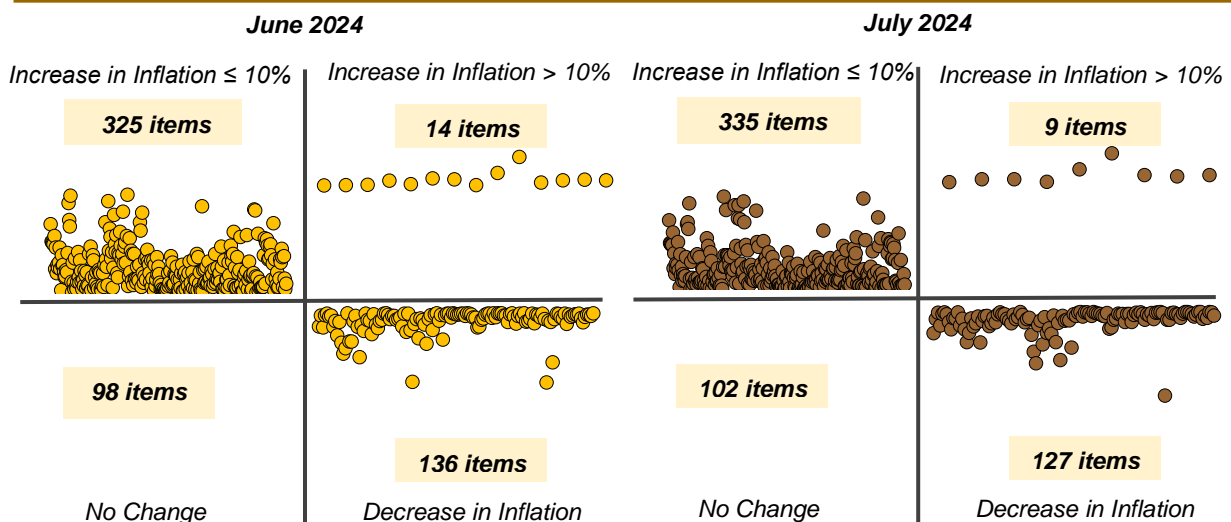 June 2024
Increase in Inflation ≤ 10%
Increase in Inflation > 10%
325 items
14 items
98 items
136 items
No Change
Decrease in Inflation
July 2024
Increase in Inflation ≤ 10%
Increase in Inflation > 10%
335 items
9 items
102 items
127 items
No Change
Decrease in Inflation